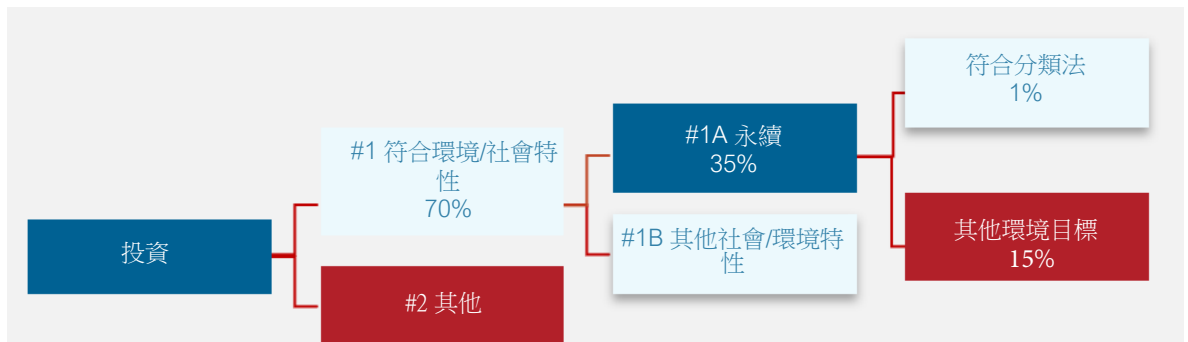 投資
#1 符合環境/社會特
性
70%
#2 其他
#1A 永續
35%
#1B 其他社會/環境特
性
符合分類法
1%
其他環境目標
15%